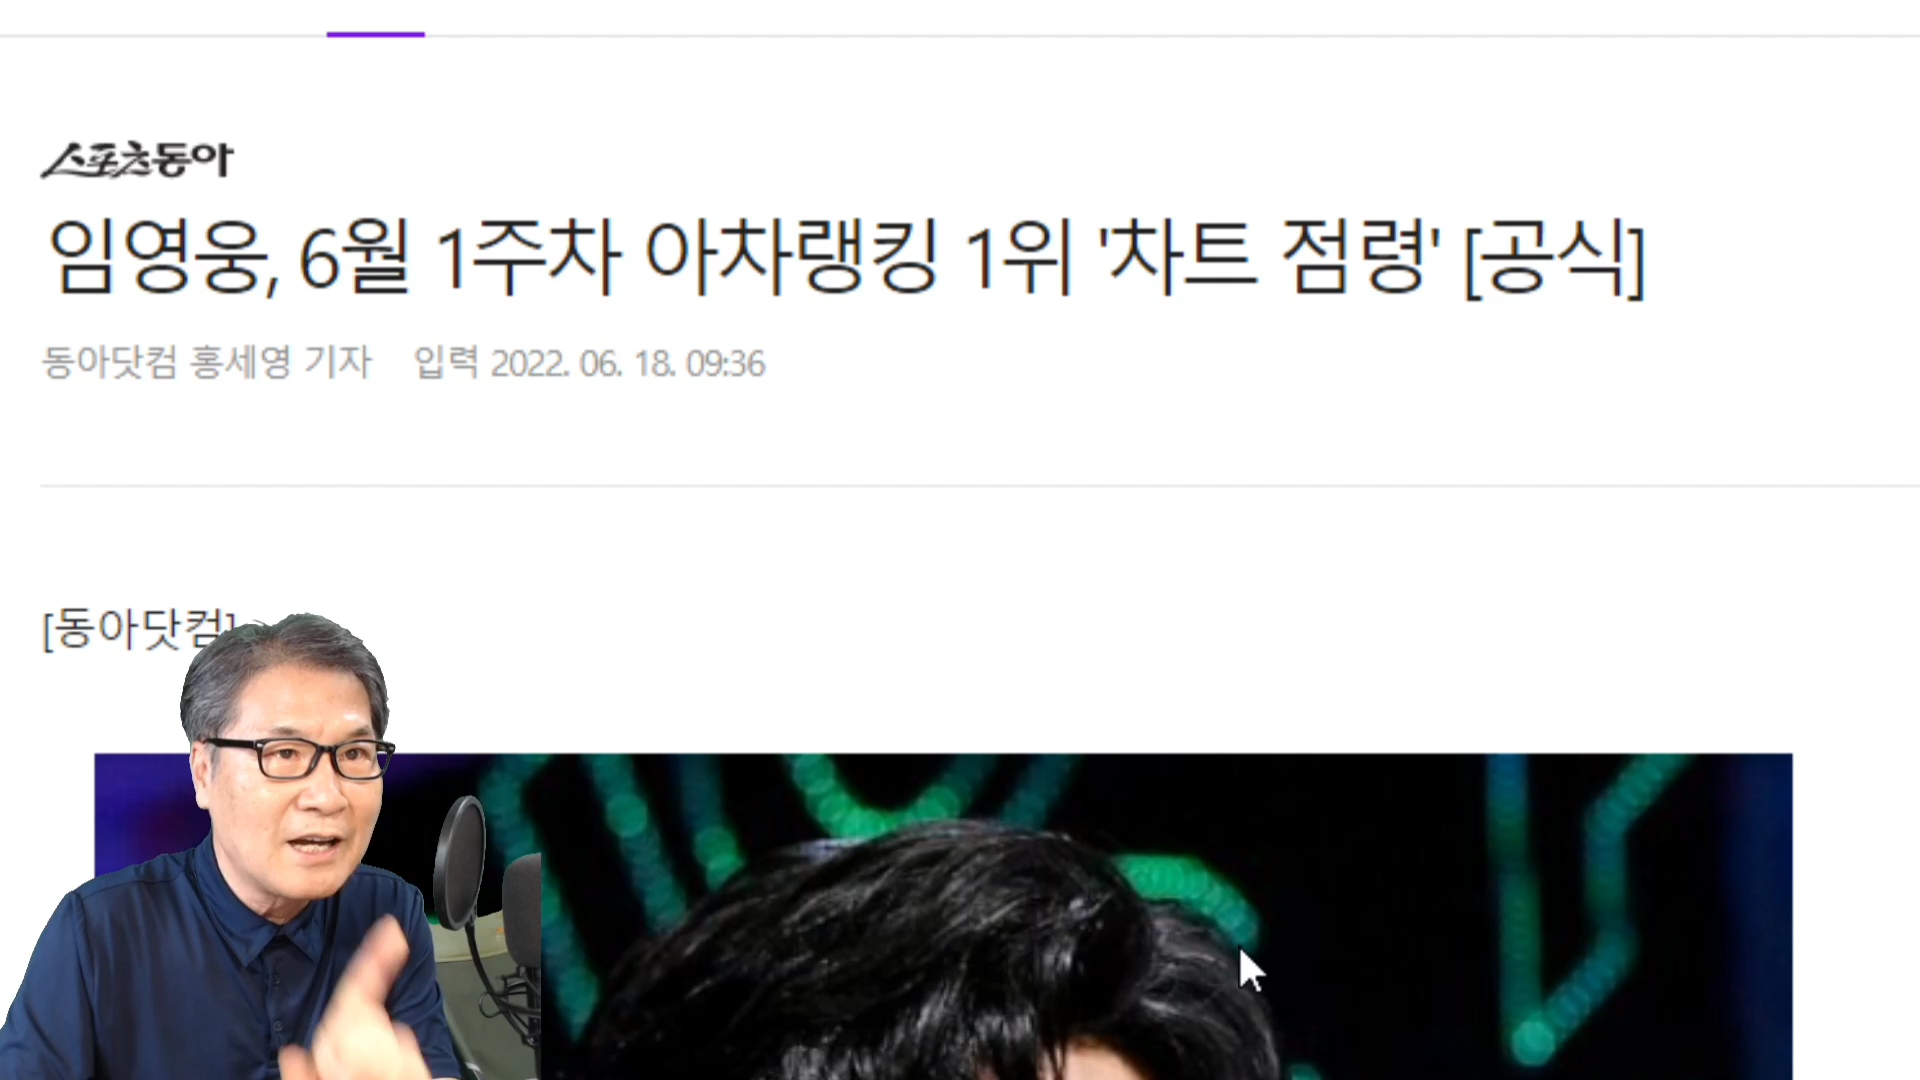 스포츠동아
임영웅, 6월 1주차 아차랭킹 1위 '차트 점령' [공식]
동아닷컴 홍세영 기자 입력 2022. 06. 18. 09:36
[동아닷컴]